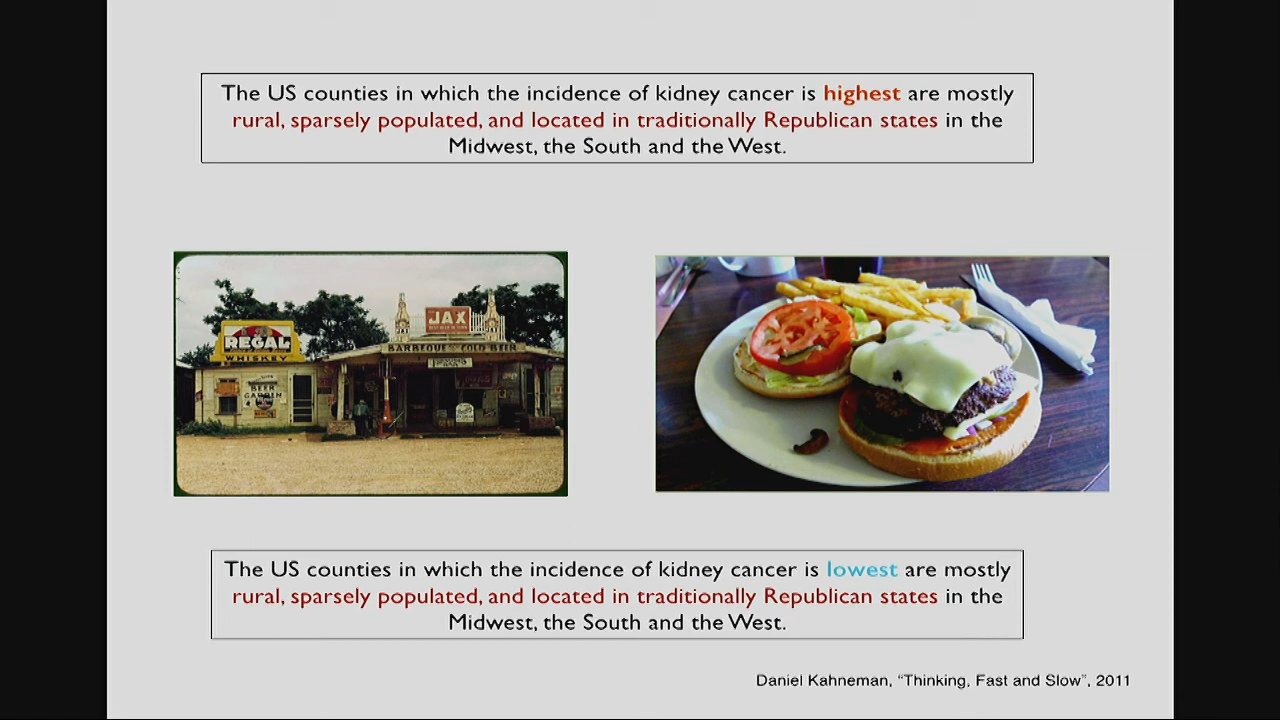 The US counties in which the incidence of kidney cancer is highest are mostly
rural, sparsely populated, and located in traditionally Republican states in the
Midwest, the South and the West.
JAX
REGAL
WHISKEY
BARBEQUE COLD BEER
BEER
GARDEN
The US counties in which the incidence of kidney cancer is lowest are mostly
rural, sparsely populated, and located in traditionally Republican states in the
Midwest, the South and the West.
Daniel Kahneman, “Thinking, Fast and Slow”, 2011